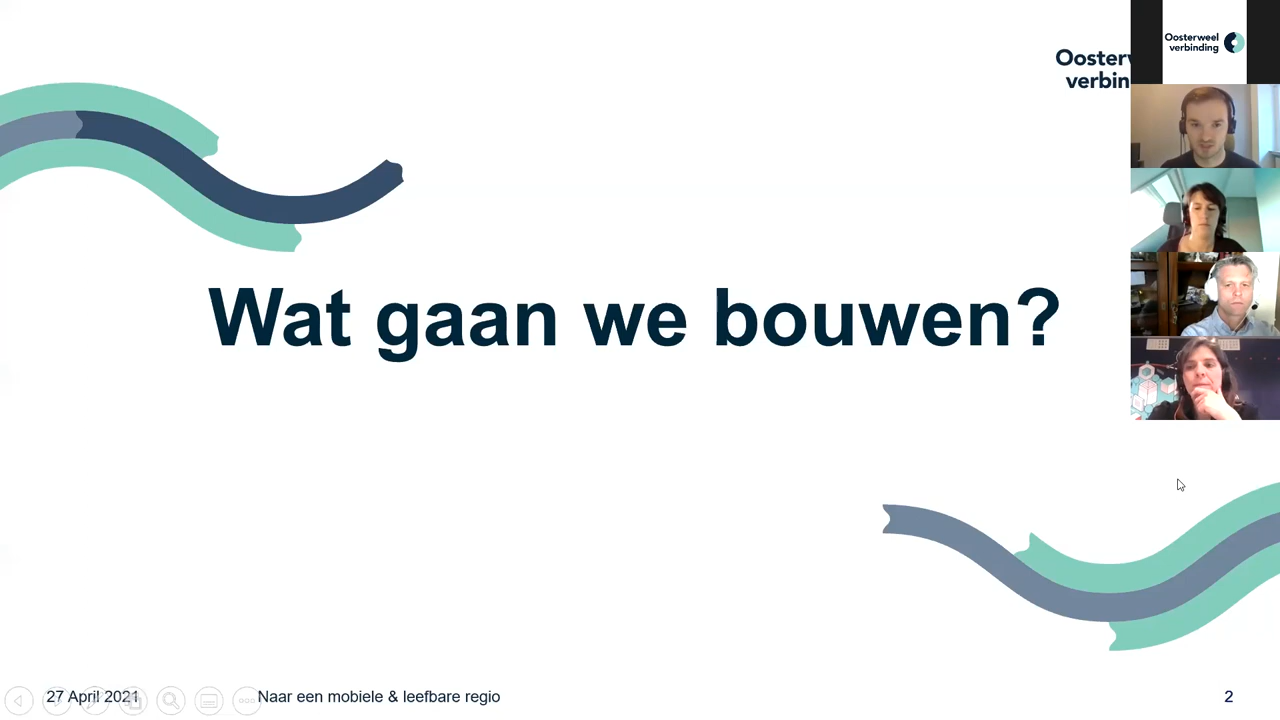 Oosterweel
verbinding
Wat gaan we bouwen?
27 April 2021
Naar een mobiele & leefbare regio
2